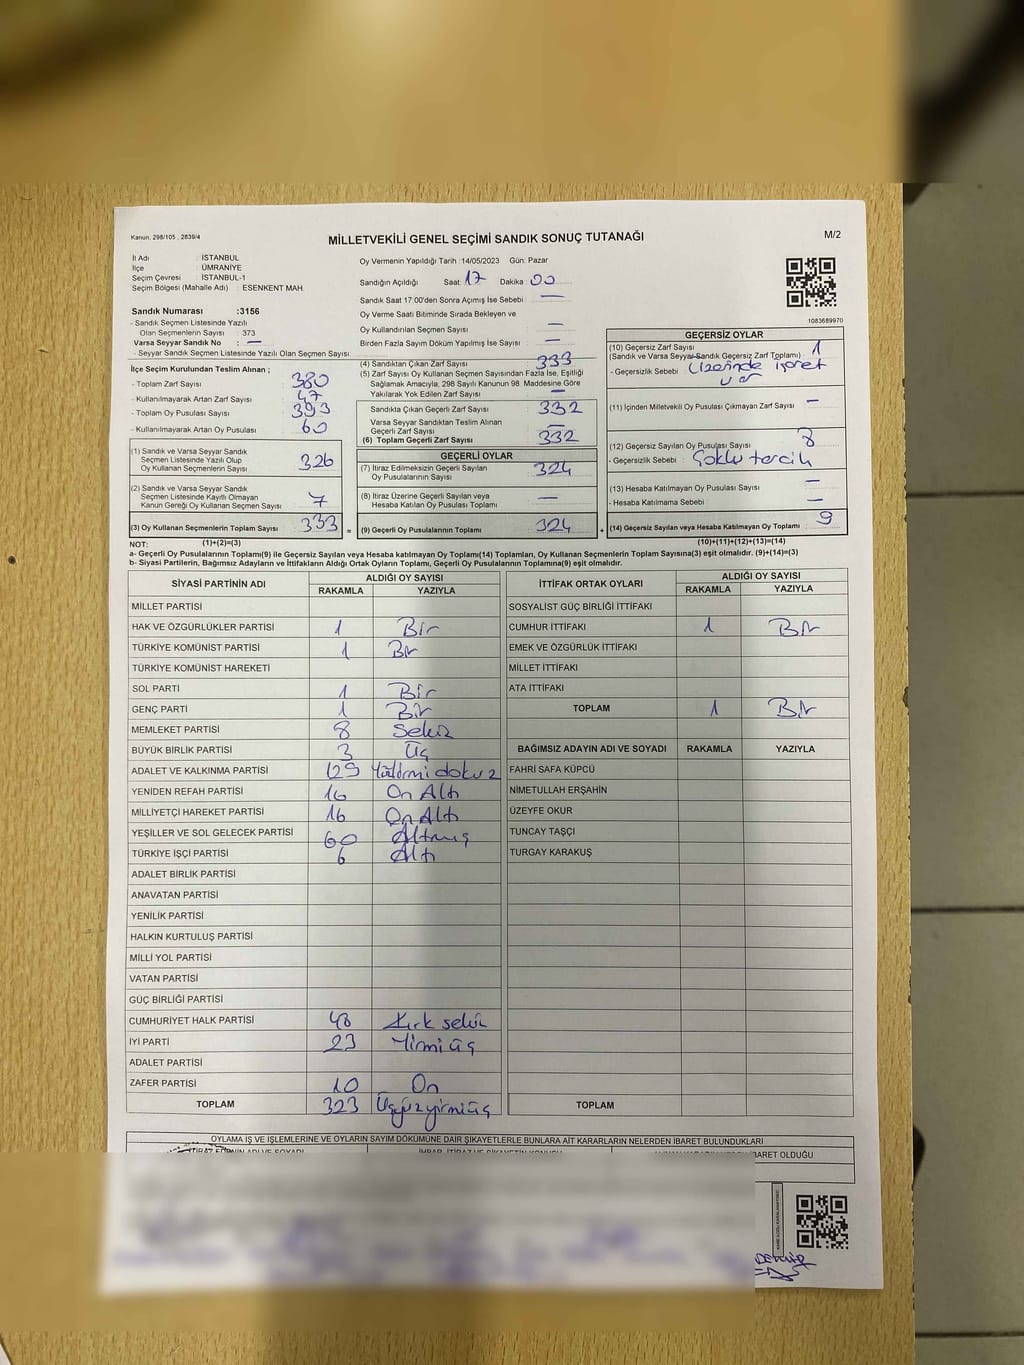 Kanun, 298/105 , 2839/4
MİLLETVEKİLİ GENEL SEÇİMİ SANDIK SONUÇ TUTANAĞI
M/2
İl Adı : İSTANBUL
İlçe : ÜMRANİYE
Seçim Çevresi : İSTANBUL-1
Seçim Bölgesi (Mahalle Adı) : ESENKENT MAH.
Oy Vermenin Yapıldığı Tarih :14/05/2023 Gün: Pazar
Sandığın Açıldığı Saat: 17 Dakika : 00
Sandık Saat 17:00'den Sonra Açımış İse Sebebi : —
Oy Verme Saati Bitiminde Sırada Bekleyen ve
Oy Kullandırılan Seçmen Sayısı : —
Birden Fazla Sayım Döküm Yapılmış İse Sayısı : —
1083689970
Sandık Numarası :3156
- Sandık Seçmen Listesinde Yazılı
Olan Seçmenlerin Sayısı : 373
Varsa Seyyar Sandık No : —
- Seyyar Sandık Seçmen Listesinde Yazılı Olan Seçmen Sayısı
İlçe Seçim Kurulundan Teslim Alınan ;
- Toplam Zarf Sayısı : 380
- Kullanılmayarak Artan Zarf Sayısı : 47
- Toplam Oy Pusulası Sayısı : 393
- Kullanılmayarak Artan Oy Pusulası : 60
(1) Sandık ve Varsa Seyyar Sandık
Seçmen Listesinde Yazılı Olup
Oy Kullanan Seçmenlerin Sayısı : 326
(2) Sandık ve Varsa Seyyar Sandık
Seçmen Listesinde Kayıtlı Olmayan
Kanun Gereği Oy Kullanan Seçmen Sayısı : 7
(3) Oy Kullanan Seçmenlerin Toplam Sayısı : 333
(4) Sandıktan Çıkan Zarf Sayısı : 333
(5) Zarf Sayısı Oy Kullanan Seçmen Sayısından Fazla İse, Eşitliği
Sağlamak Amacıyla, 298 Sayılı Kanunun 98. Maddesine Göre
Yakılarak Yok Edilen Zarf Sayısı : —
Sandıkta Çıkan Geçerli Zarf Sayısı : 332
Varsa Seyyar Sandıktan Teslim Alınan
Geçerli Zarf Sayısı : —
(6) Toplam Geçerli Zarf Sayısı : 332
GEÇERLİ OYLAR
(7) İtiraz Edilmeksizin Geçerli Sayılan
Oy Pusulalarının Sayısı : 324
(8) İtiraz Üzerine Geçerli Sayılan veya
Hesaba Katılan Oy Pusulası Toplamı : —
= (9) Geçerli Oy Pusulalarının Toplamı : 324
GEÇERSİZ OYLAR
(10) Geçersiz Zarf Sayısı : 1
(Sandık ve Varsa Seyyar Sandık Geçersiz Zarf Toplamı)
- Geçersizlik Sebebi : Üzerinde işaret
var
(11) İçinden Milletvekili Oy Pusulası Çıkmayan Zarf Sayısı : —
(12) Geçersiz Sayılan Oy Pusulası Sayısı : 8
- Geçersizlik Sebebi : Çoklu tercih
(13) Hesaba Katılmayan Oy Pusulası Sayısı : —
- Hesaba Katılmama Sebebi : —
+ (14) Geçersiz Sayılan veya Hesaba Katılmayan Oy Toplamı : 9
NOT: (1)+(2)=(3)
(10)+(11)+(12)+(13)=(14)
a- Geçerli Oy Pusulalarının Toplamı(9) ile Geçersiz Sayılan veya Hesaba katılmayan Oy Toplamı(14) Toplamları, Oy Kullanan Seçmenlerin Toplam Sayısına(3) eşit olmalıdır. (9)+(14)=(3)
b- Siyasi Partilerin, Bağımsız Adayların ve İttifakların Aldığı Ortak Oyların Toplamı, Geçerli Oy Pusulalarının Toplamına(9) eşit olmalıdır.
SİYASİ PARTİNİN ADI ALDIĞI OY SAYISI
RAKAMLA YAZIYLA
MİLLET PARTİSİ
HAK VE ÖZGÜRLÜKLER PARTİSİ 1 Bir
TÜRKİYE KOMÜNİST PARTİSİ 1 Bir
TÜRKİYE KOMÜNİST HAREKETİ
SOL PARTİ 1 Bir
GENÇ PARTİ 1 Bir
MEMLEKET PARTİSİ 8 Sekiz
BÜYÜK BİRLİK PARTİSİ 3 Üç
ADALET VE KALKINMA PARTİSİ 129 Yüzyirmi dokuz
YENİDEN REFAH PARTİSİ 16 On Altı
MİLLİYETÇİ HAREKET PARTİSİ 16 On Altı
YEŞİLLER VE SOL GELECEK PARTİSİ 60 Altmış
TÜRKİYE İŞÇİ PARTİSİ 6 Altı
ADALET BİRLİK PARTİSİ
ANAVATAN PARTİSİ
YENİLİK PARTİSİ
HALKIN KURTULUŞ PARTİSİ
MİLLİ YOL PARTİSİ
VATAN PARTİSİ
GÜÇ BİRLİĞİ PARTİSİ
CUMHURİYET HALK PARTİSİ 48 Kırk sekiz
İYİ PARTİ 23 Yirmi üç
ADALET PARTİSİ
ZAFER PARTİSİ 10 On
TOPLAM 323 Üçyüzyirmiüç
İTTİFAK ORTAK OYLARI ALDIĞI OY SAYISI
RAKAMLA YAZIYLA
SOSYALİST GÜÇ BİRLİĞİ İTTİFAKI
CUMHUR İTTİFAKI 1 Bir
EMEK VE ÖZGÜRLÜK İTTİFAKI
MİLLET İTTİFAKI
ATA İTTİFAKI
TOPLAM 1 Bir
BAĞIMSIZ ADAYIN ADI VE SOYADI RAKAMLA YAZIYLA
FAHRİ SAFA KÜPCÜ
NİMETULLAH ERŞAHİN
ÜZEYFE OKUR
TUNCAY TAŞÇI
TURGAY KARAKUŞ
TOPLAM
OYLAMA İŞ VE İŞLEMLERİNE VE OYLARIN SAYIM DÖKÜMÜNE DAİR ŞİKAYETLERLE BUNLARA AİT KARARLARIN NELERDEN İBARET BULUNDUKLARI